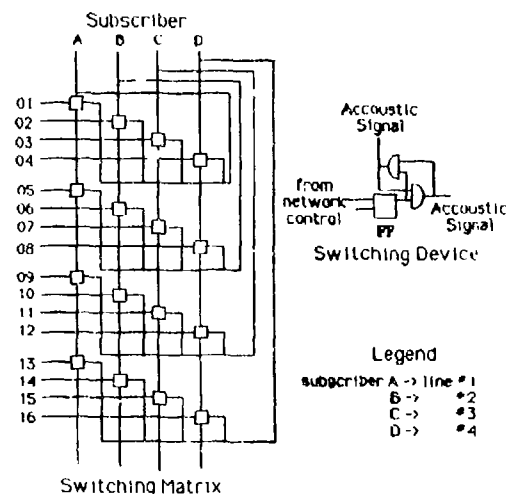 Subscriber
A B C D
01
02
03
04
05
06
07
08
09
10
11
12
13
14
15
16
Switching Matrix
Accoustic
Signal
from
network
control
FF
Accoustic
Signal
Switching Device
Legend
subscriber A -> line #1
B -> #2
C -> #3
D -> #4